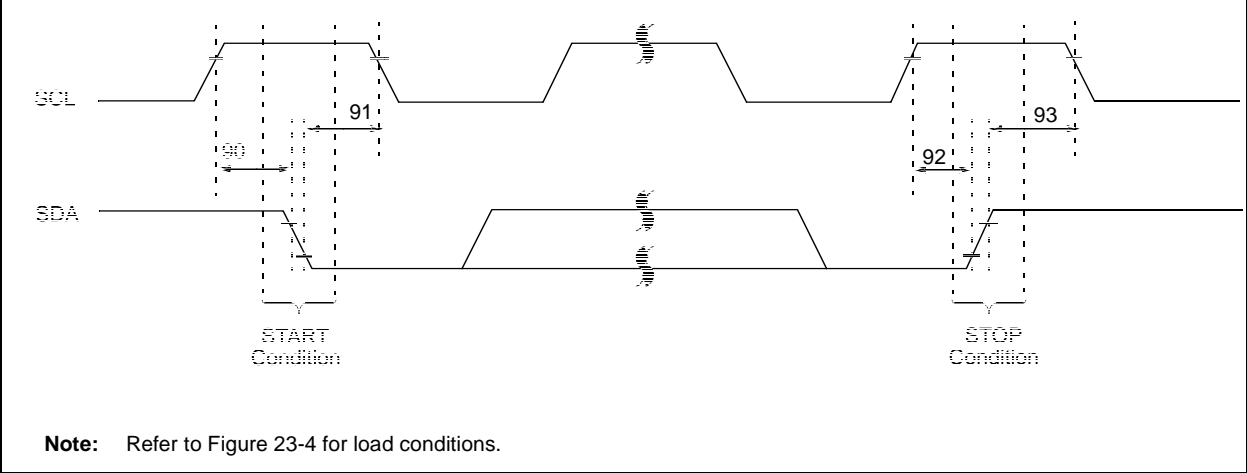 SCL
91
93
90
92
SDA
START
Condition
STOP
Condition
Note: Refer to Figure 23-4 for load conditions.